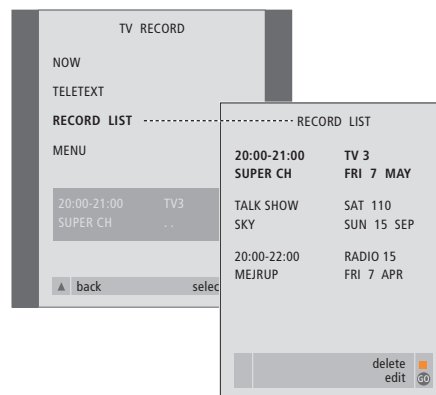 TV RECORD
NOW
TELETEXT
RECORD LIST
MENU
20:00-21:00 TV3
SUPER CH . .
▲ back selec
RECORD LIST
20:00-21:00 TV 3
SUPER CH FRI 7 MAY
TALK SHOW SAT 110
SKY SUN 15 SEP
20:00-22:00 RADIO 15
MEJRUP FRI 7 APR
delete
edit GO